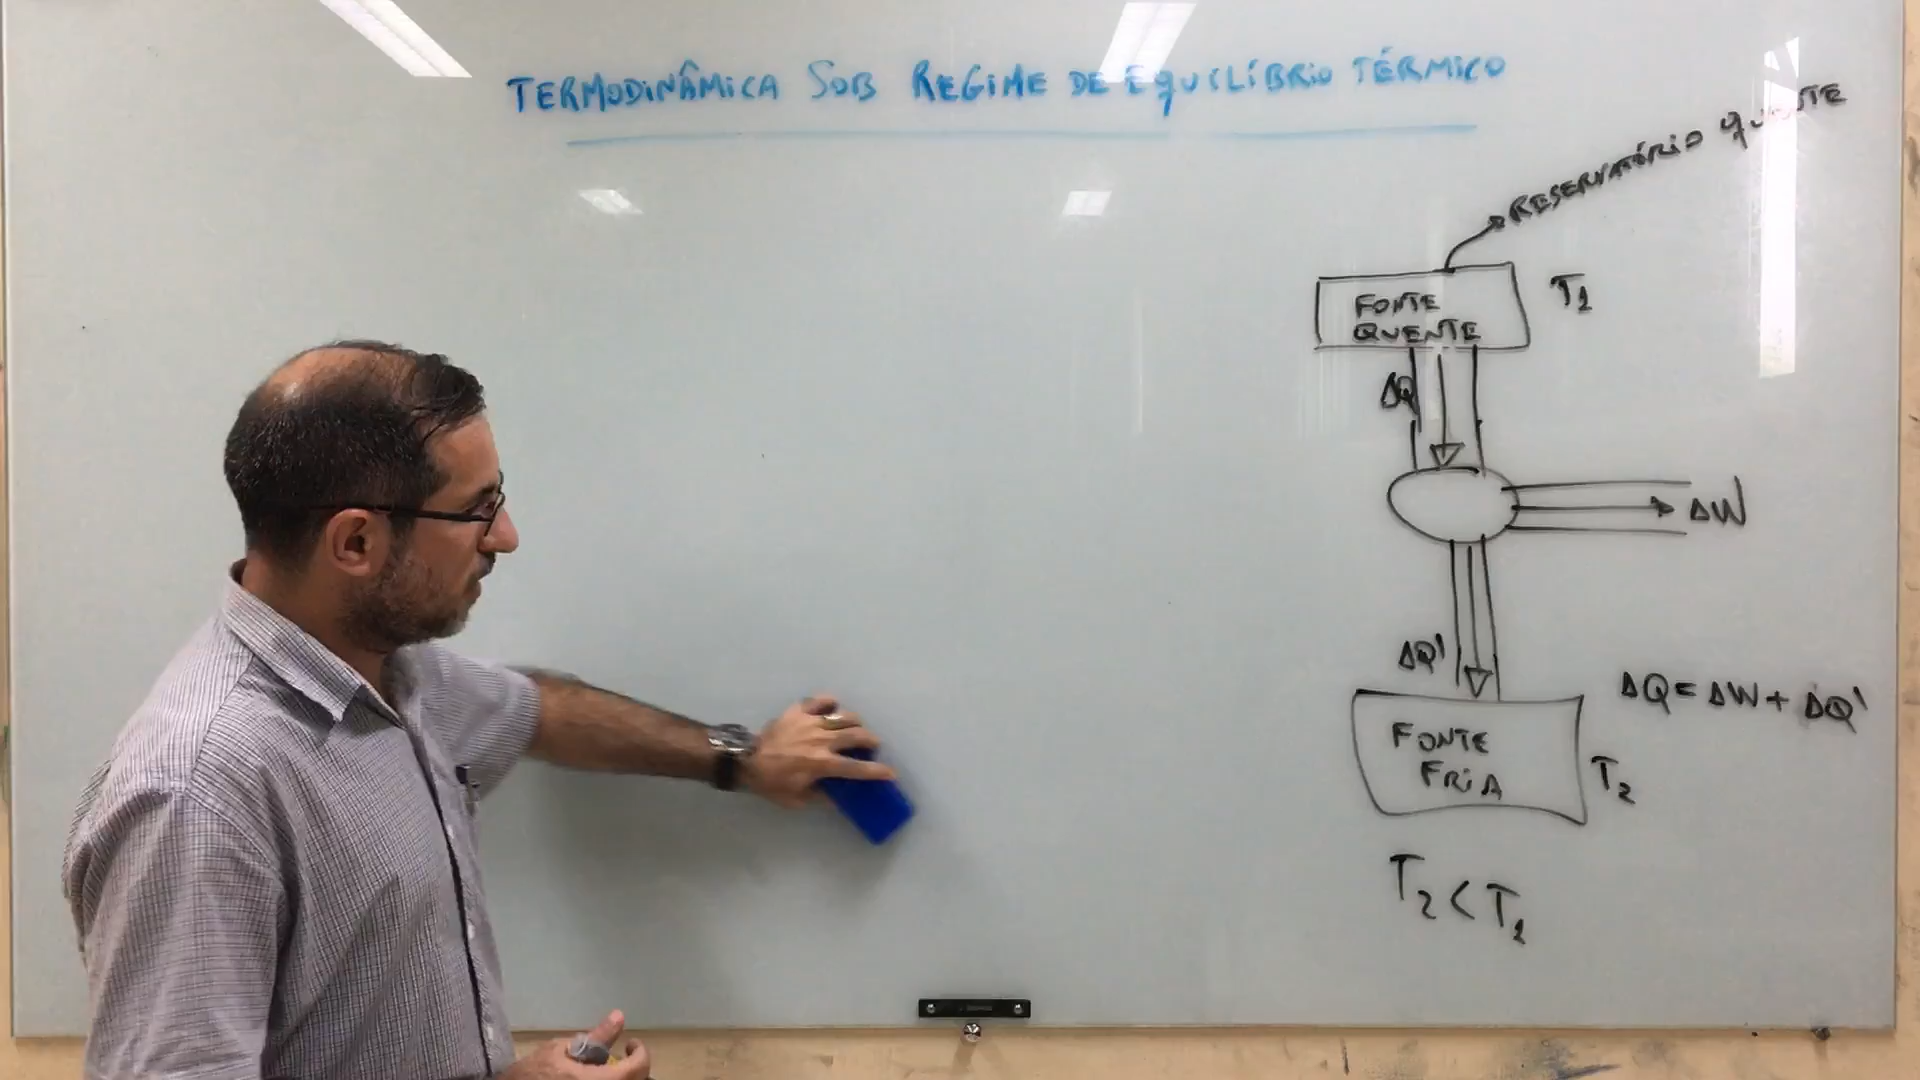 TERMODINÂMICA SOB REGIME DE EQUILÍBRIO TÉRMICO
RESERVATÓRIO QUENTE
FONTE
QUENTE
T1
ΔQ
ΔW
ΔQ'
ΔQ = ΔW + ΔQ'
FONTE
FRIA
T2
T2 < T1